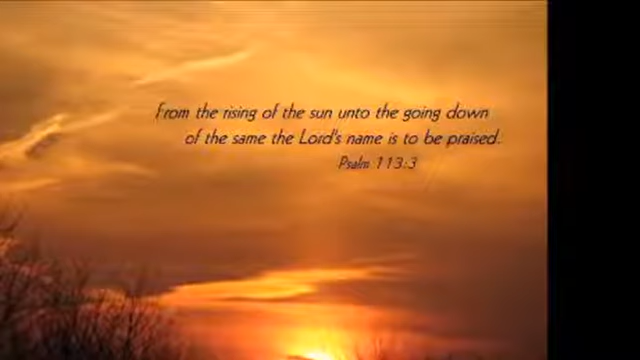 From the rising of the sun unto the going down
of the same the Lord's name is to be praised.
Psalm 113:3